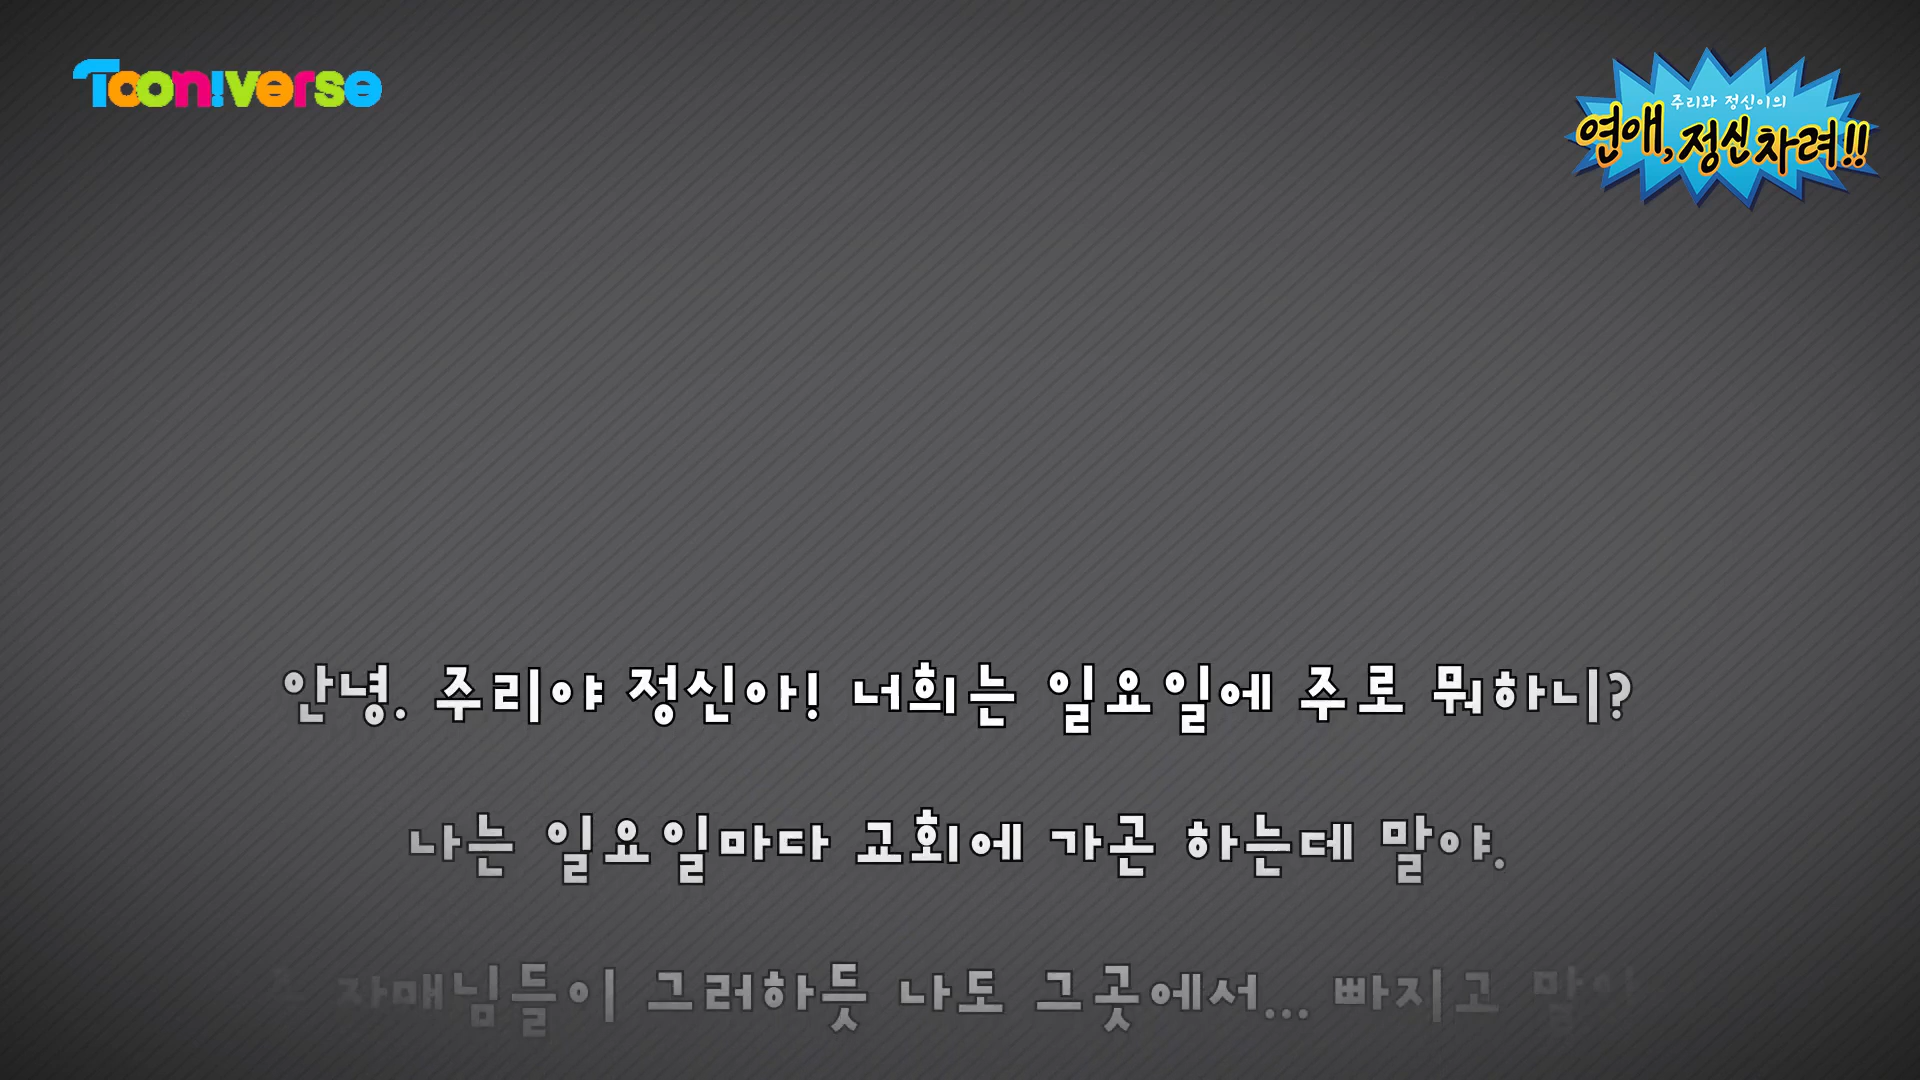 Tooniverse
주리와 정신이의
연애, 정신차려!!
안녕. 주리야 정신아! 너희는 일요일에 주로 뭐하니?
나는 일요일마다 교회에 가곤 하는데 말야.
자매님들이 그러하듯 나도 그곳에서... 빠지고